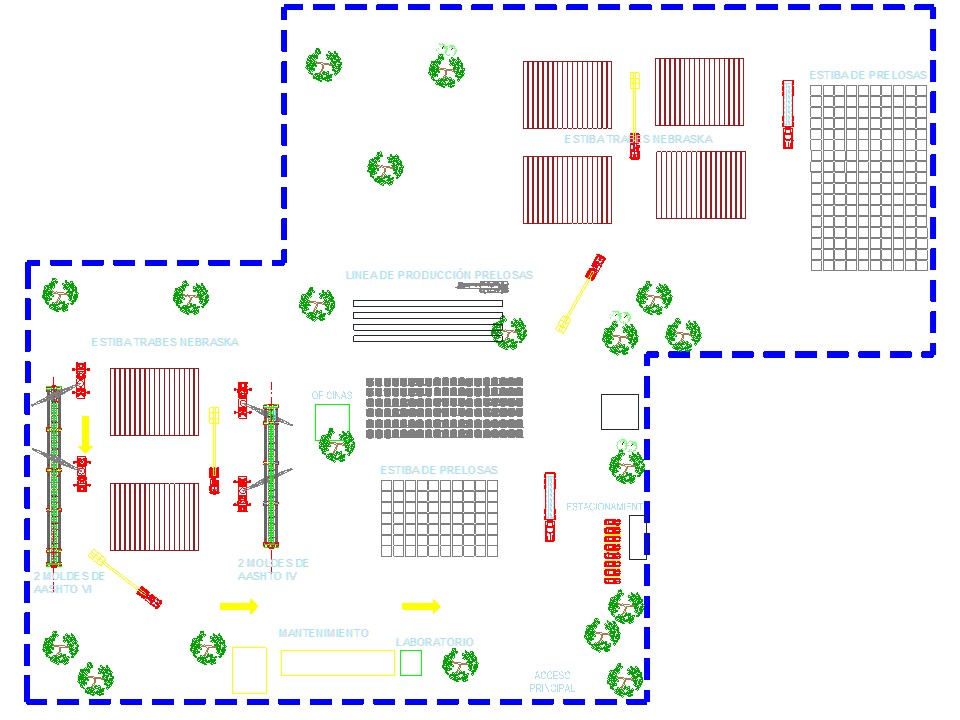 ESTIBA DE PRELOSAS
ESTIBA TRABES NEBRASKA
LINEA DE PRODUCCIÓN PRELOSAS
ESTIBA TRABES NEBRASKA
OFICINAS
ESTIBA DE PRELOSAS
ESTACIONAMIENT
2 MOLDES DE
AASHTO VI
2 MOLDES DE
AASHTO IV
MANTENIMIENTO
LABORATORIO
ACCESO
PRINCIPAL